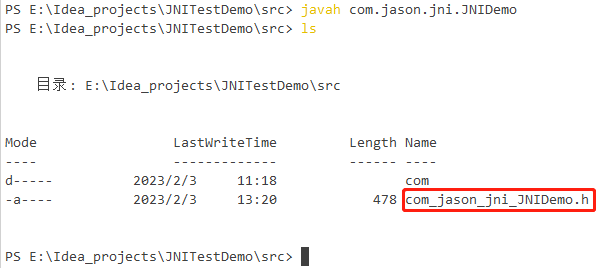 PS E:\Idea_projects\JNITestDemo\src> javah com.jason.jni.JNIDemo
PS E:\Idea_projects\JNITestDemo\src> ls
目录: E:\Idea_projects\JNITestDemo\src
Mode LastWriteTime Length Name
---- ------------- ------ ----
d----- 2023/2/3 11:18 com
-a---- 2023/2/3 13:20 478 com_jason_jni_JNIDemo.h
PS E:\Idea_projects\JNITestDemo\src>